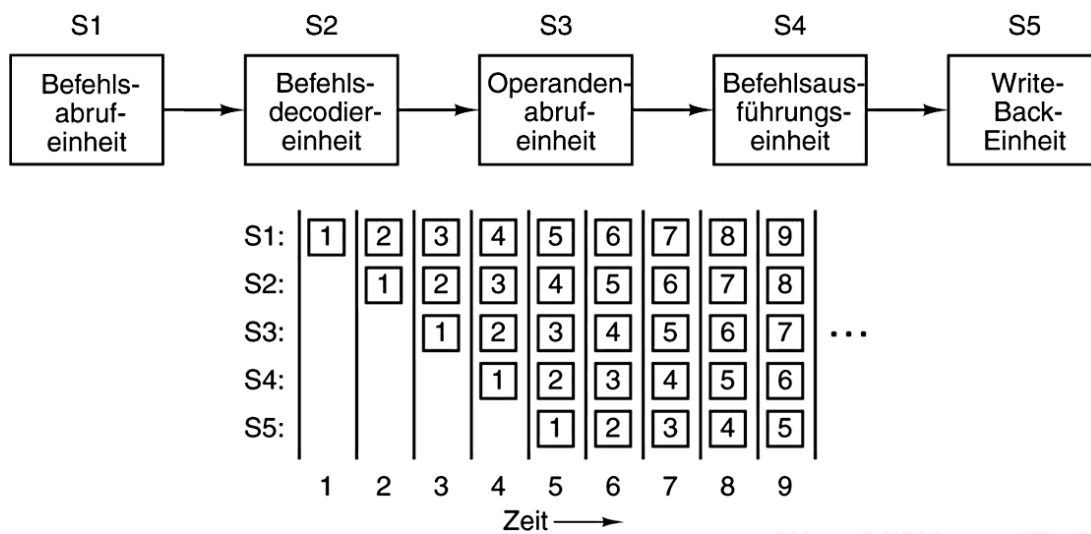 S1 S2 S3 S4 S5
Befehls-
abruf-
einheit
Befehls-
decodier-
einheit
Operanden-
abruf-
einheit
Befehlsaus-
führungs-
einheit
Write-
Back-
Einheit
S1: 1 2 3 4 5 6 7 8 9
S2: 1 2 3 4 5 6 7 8
S3: 1 2 3 4 5 6 7 ...
S4: 1 2 3 4 5 6
S5: 1 2 3 4 5
1 2 3 4 5 6 7 8 9
Zeit